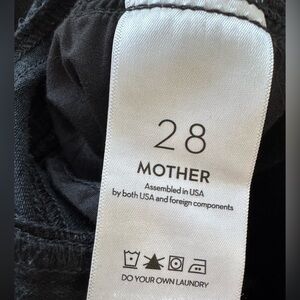 28
MOTHER
Assembled in USA
by both USA and foreign components
DO YOUR OWN LAUNDRY